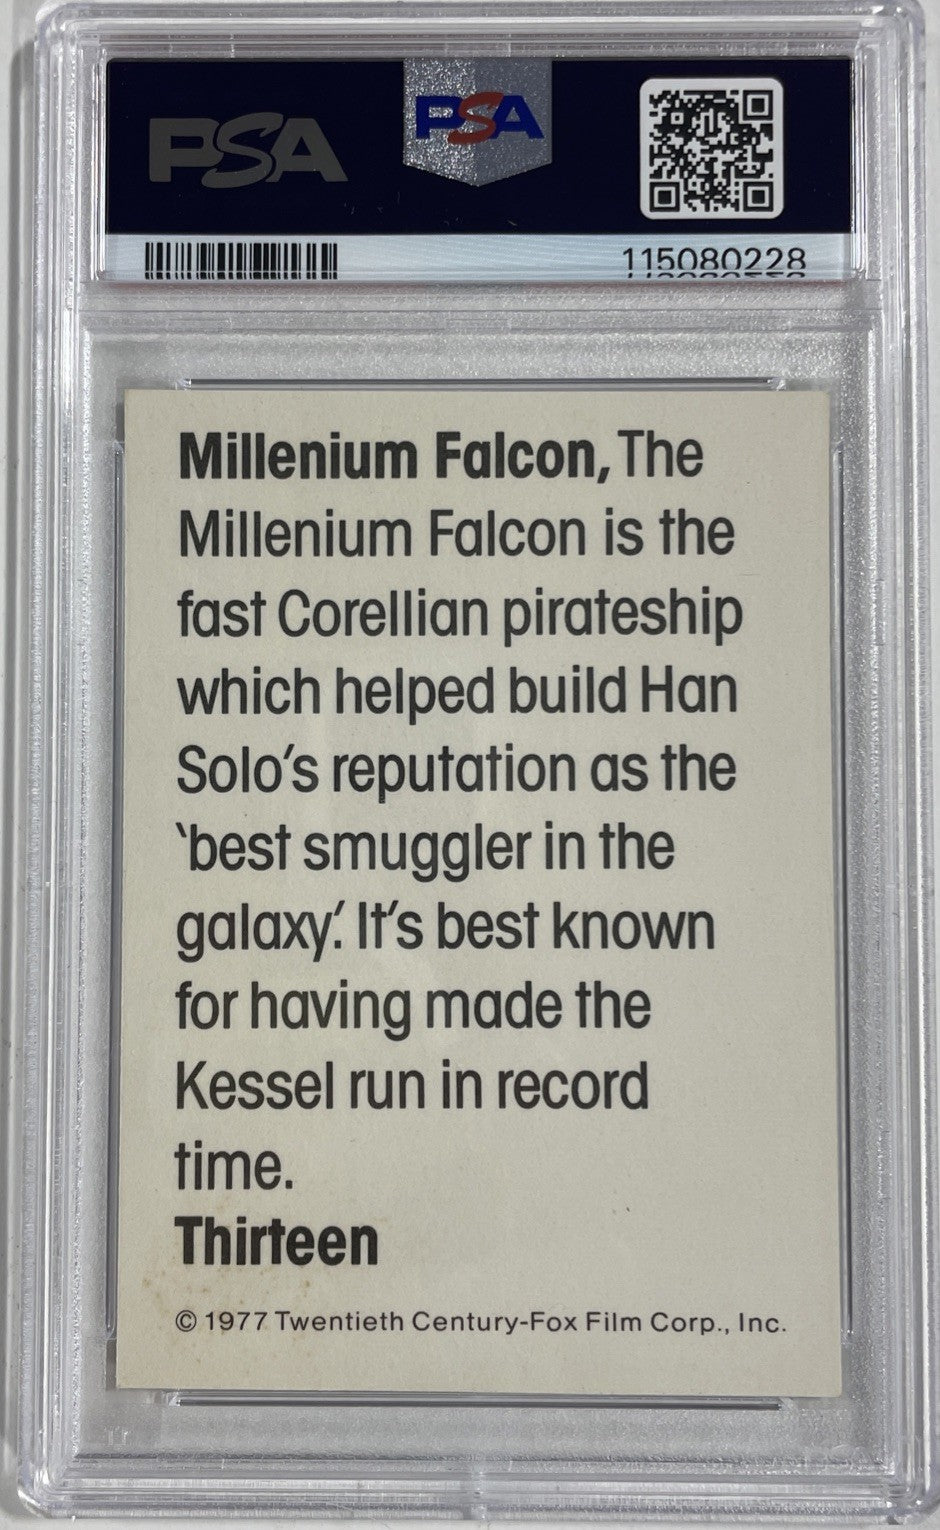 PSA
PSA
115080228
Millenium Falcon, The
Millenium Falcon is the
fast Corellian pirateship
which helped build Han
Solo's reputation as the
‵best smuggler in the
galaxy′. It's best known
for having made the
Kessel run in record
time.
Thirteen
© 1977 Twentieth Century-Fox Film Corp., Inc.